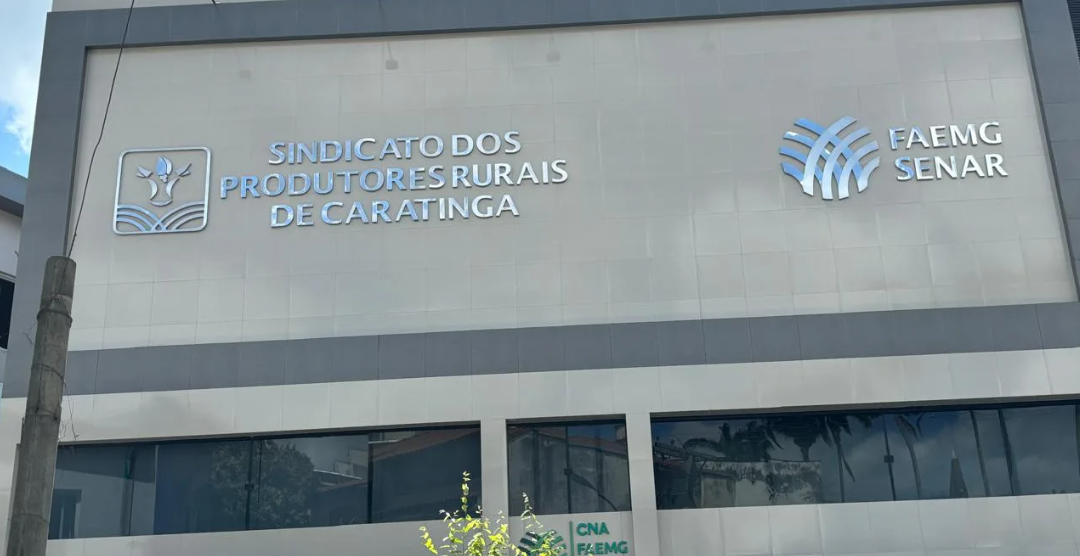 SINDICATO DOS
PRODUTORES RURAIS
DE CARATINGA
FAEMG
SENAR
CNA
FAEMG